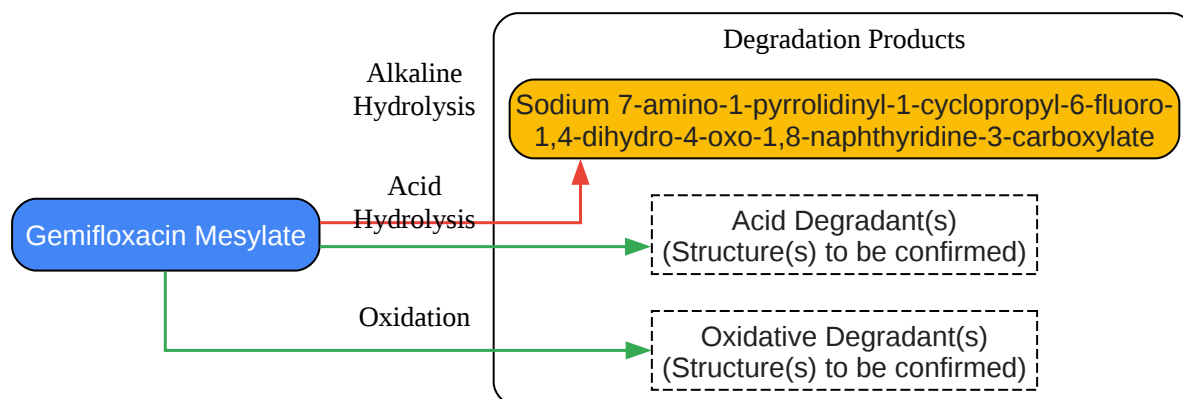 Degradation Products
Alkaline
Hydrolysis
Sodium 7-amino-1-pyrrolidinyl-1-cyclopropyl-6-fluoro-
1,4-dihydro-4-oxo-1,8-naphthyridine-3-carboxylate
Acid
Hydrolysis
Gemifloxacin Mesylate
Acid Degradant(s)
(Structure(s) to be confirmed)
Oxidation
Oxidative Degradant(s)
(Structure(s) to be confirmed)